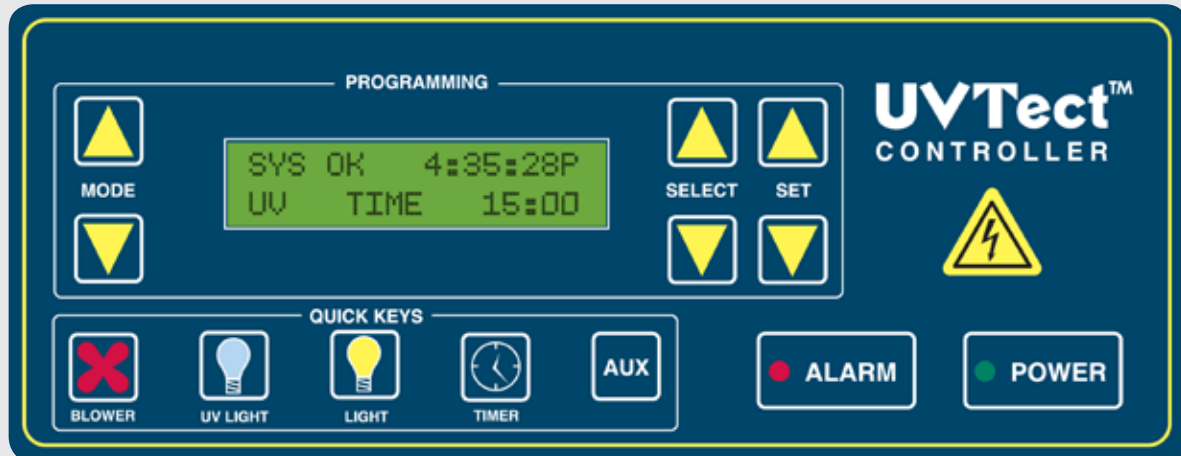 PROGRAMMING
MODE
SYS OK 4:35:28P
UV TIME 15:00
SELECT
SET
UVTect™
CONTROLLER
QUICK KEYS
BLOWER
UV LIGHT
LIGHT
TIMER
AUX
ALARM
POWER